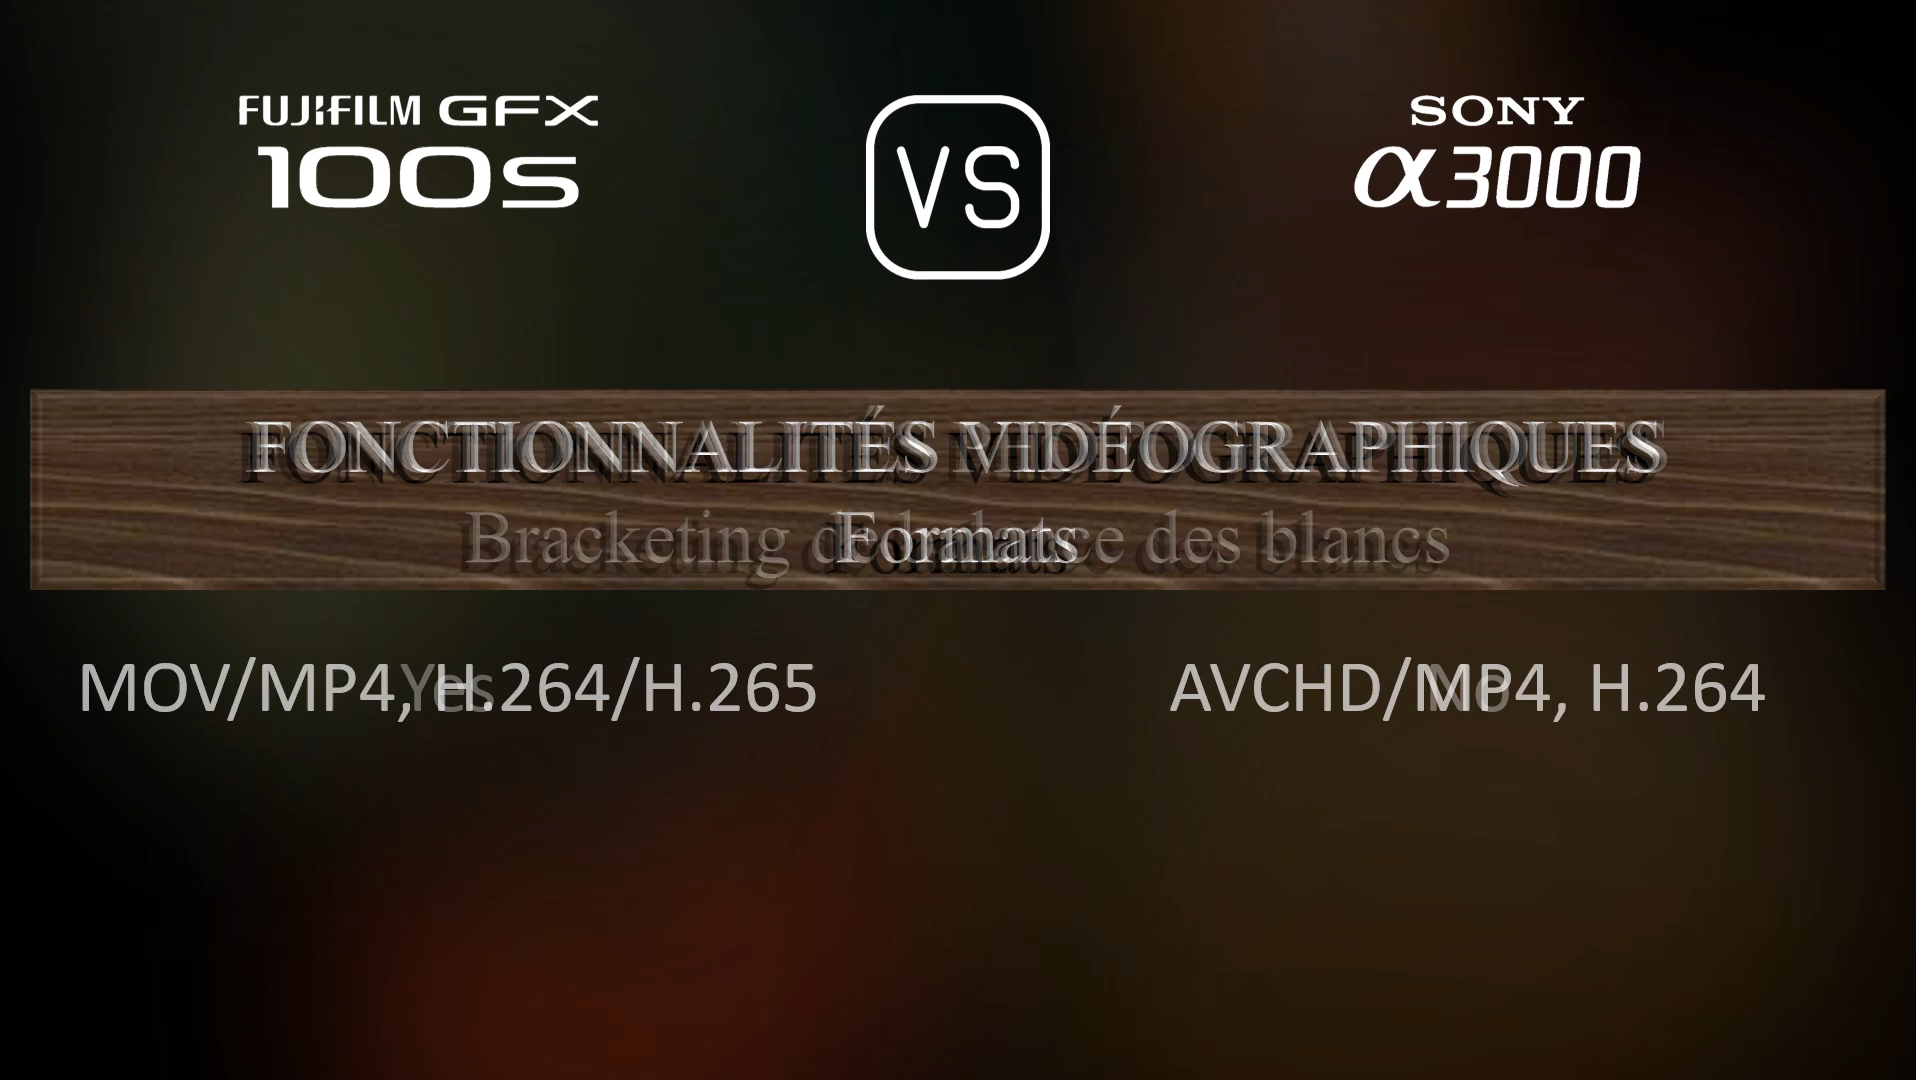 FUJIFILM GFX
100S
VS
SONY
α3000
FONCTIONNALITÉS VIDÉOGRAPHIQUES
Formats
Bracketing de balance des blancs
MOV/MP4, H.264/H.265
Yes
AVCHD/MP4, H.264
No